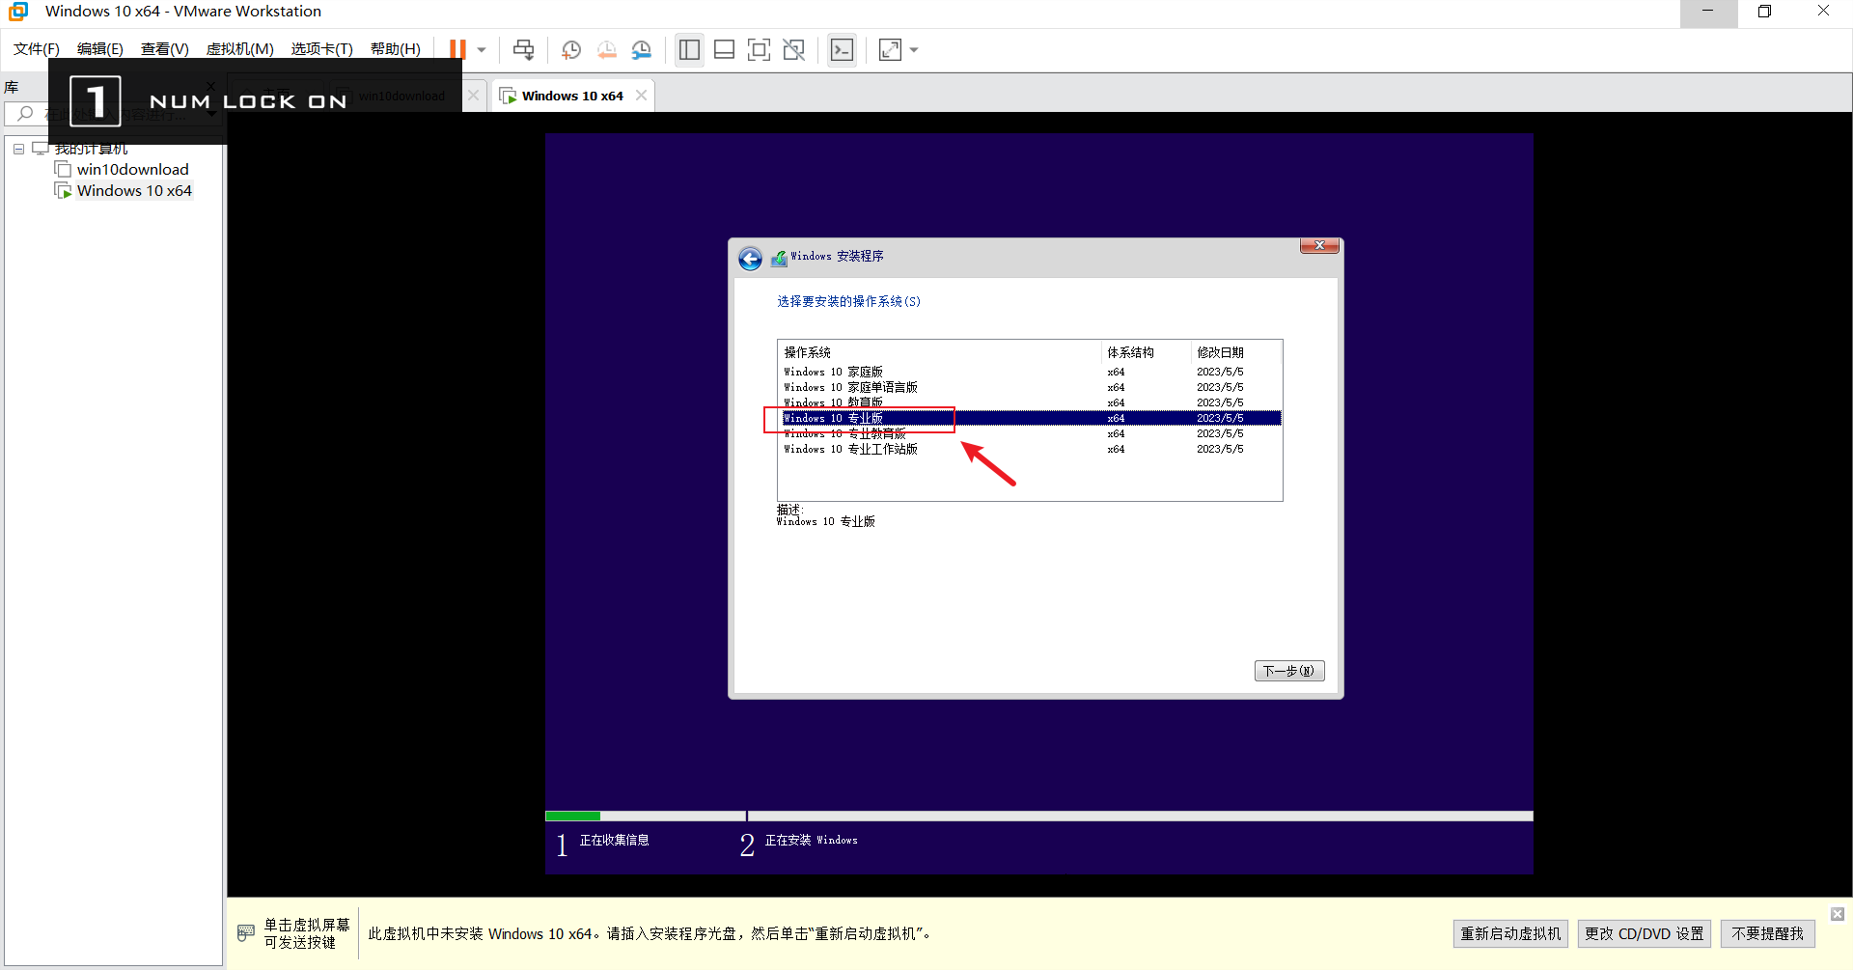 Windows 10 x64 - VMware Workstation
文件(F) 编辑(E) 查看(V) 虚拟机(M) 选项卡(T) 帮助(H)
库
1 NUM LOCK ON
win10download
Windows 10 x64
我的计算机
win10download
Windows 10 x64
Windows 安装程序
选择要安装的操作系统(S)
操作系统 体系结构 修改日期
Windows 10 家庭版 x64 2023/5/5
Windows 10 家庭单语言版 x64 2023/5/5
Windows 10 教育版 x64 2023/5/5
Windows 10 专业版 x64 2023/5/5
Windows 10 专业教育版 x64 2023/5/5
Windows 10 专业工作站版 x64 2023/5/5
描述:
Windows 10 专业版
下一步(N)
1 正在收集信息
2 正在安装 Windows
单击虚拟屏幕
可发送按键
此虚拟机中未安装 Windows 10 x64。请插入安装程序光盘，然后单击“重新启动虚拟机”。
重新启动虚拟机
更改 CD/DVD 设置
不要提醒我